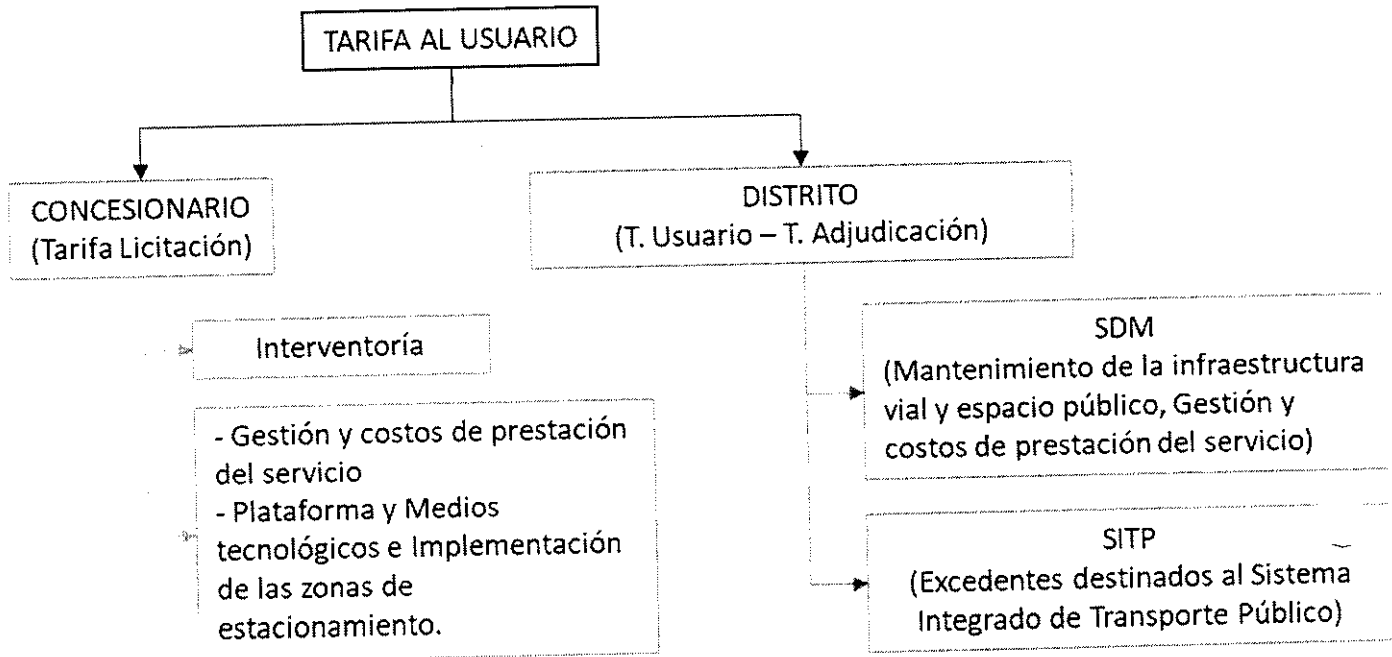 TARIFA AL USUARIO
CONCESIONARIO
(Tarifa Licitación)
DISTRITO
(T. Usuario – T. Adjudicación)
Interventoría
- Gestión y costos de prestación
del servicio
- Plataforma y Medios
tecnológicos e Implementación
de las zonas de
estacionamiento.
SDM
(Mantenimiento de la infraestructura
vial y espacio público, Gestión y
costos de prestación del servicio)
SITP
(Excedentes destinados al Sistema
Integrado de Transporte Público)